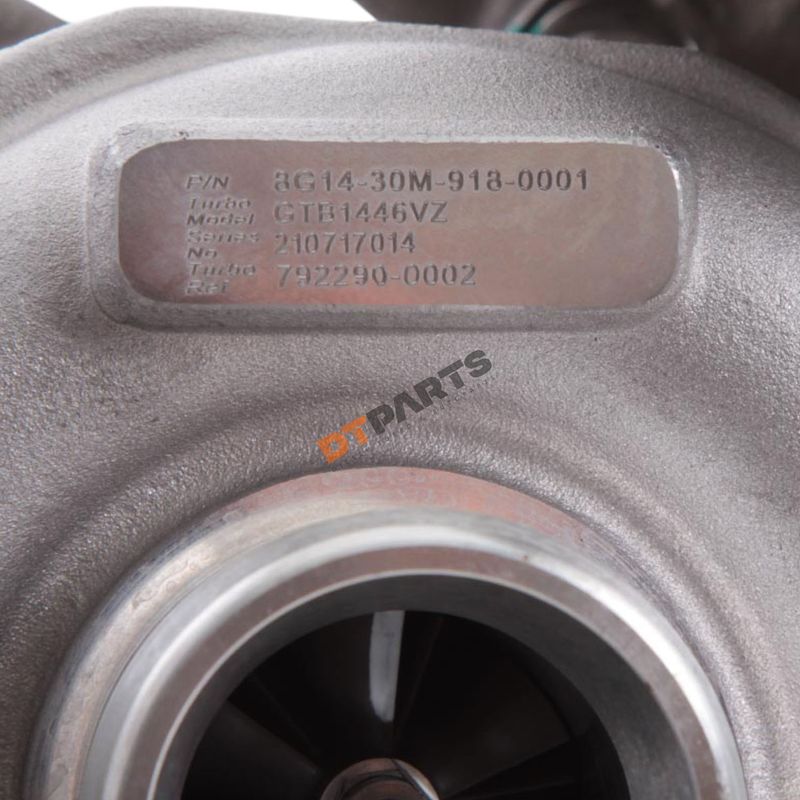 P/N 8G14-30M-918-0001
Turbo Model GTB1446VZ
Series No 210717014
Turbo Ref 792290-0002
DTPARTS